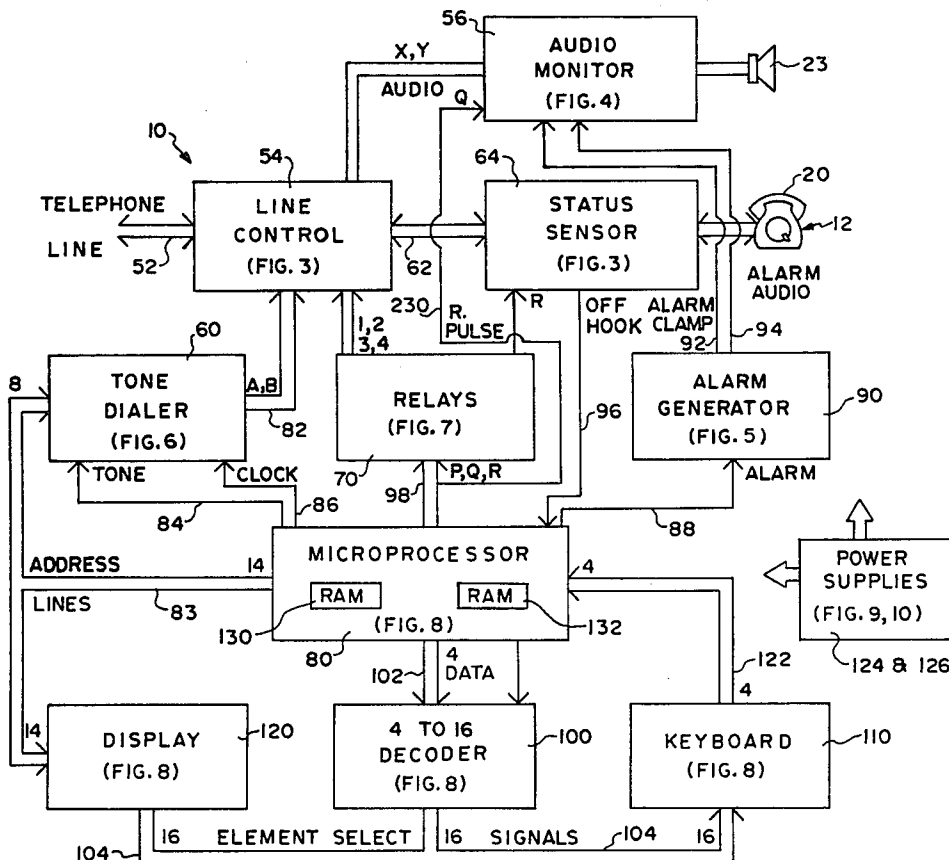 56
AUDIO
MONITOR
(FIG. 4)
23
X, Y
AUDIO
Q
10
54
LINE
CONTROL
(FIG. 3)
64
STATUS
SENSOR
(FIG. 3)
20
12
TELEPHONE
LINE
52
62
ALARM
AUDIO
230
R.
PULSE
R
OFF
HOOK
ALARM
CLAMP
92
94
1, 2
3, 4
60
8
TONE
DIALER
(FIG. 6)
A, B
82
RELAYS
(FIG. 7)
70
96
ALARM
GENERATOR
(FIG. 5)
90
TONE
CLOCK
84
86
98
P, Q, R
88
ALARM
MICROPROCESSOR
RAM
RAM
(FIG. 8)
130
132
80
ADDRESS
14
LINES
83
4
POWER
SUPPLIES
(FIG. 9, 10)
124 & 126
102
4
DATA
122
4
14
DISPLAY
(FIG. 8)
120
4 TO 16
DECODER
(FIG. 8)
100
KEYBOARD
(FIG. 8)
110
104
16
ELEMENT SELECT
16
SIGNALS
104
16